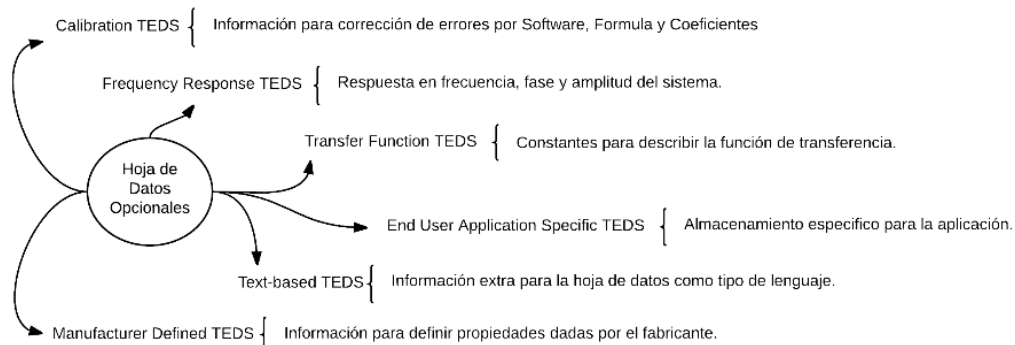 Calibration TEDS { Información para corrección de errores por Software, Formula y Coeficientes
Frequency Response TEDS { Respuesta en frecuencia, fase y amplitud del sistema.
Transfer Function TEDS { Constantes para describir la función de transferencia.
Hoja de
Datos
Opcionales
End User Application Specific TEDS { Almacenamiento especifico para la aplicación.
Text-based TEDS { Información extra para la hoja de datos como tipo de lenguaje.
Manufacturer Defined TEDS { Información para definir propiedades dadas por el fabricante.